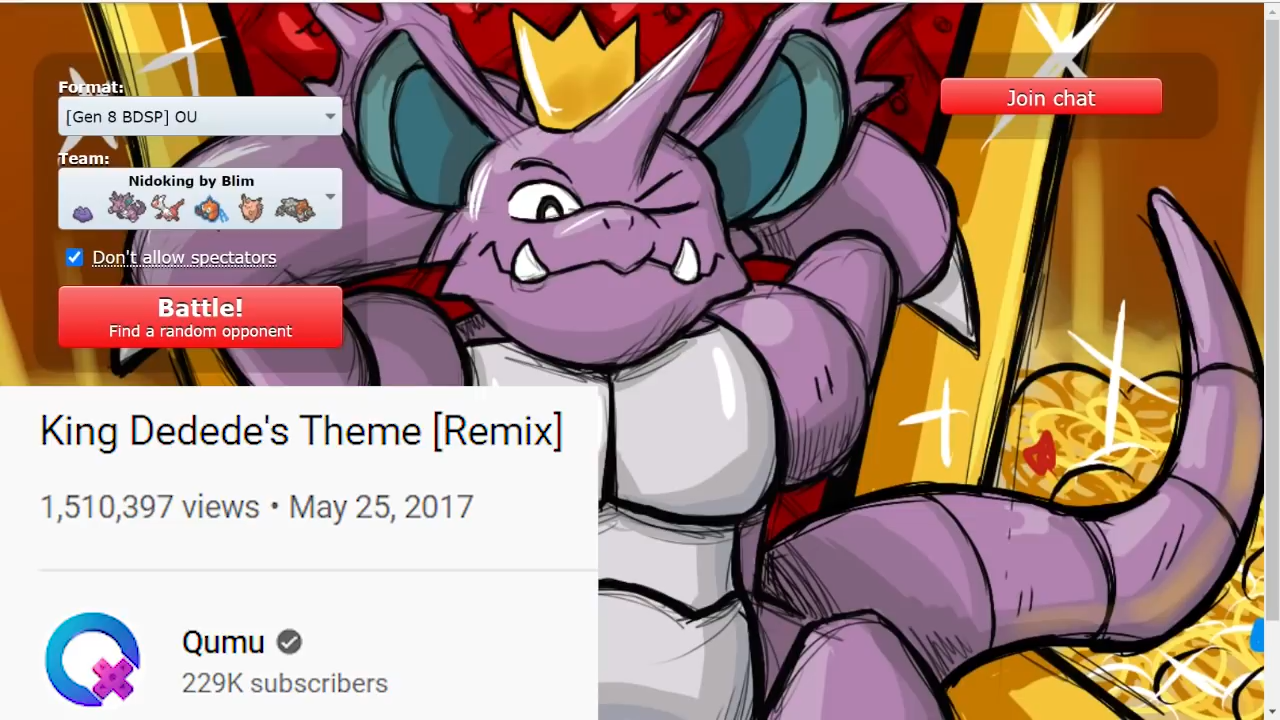 Format:
[Gen 8 BDSP] OU
Team:
Nidoking by Blim
Don't allow spectators
Battle!
Find a random opponent
Join chat
King Dedede's Theme [Remix]
1,510,397 views • May 25, 2017
Qumu
229K subscribers